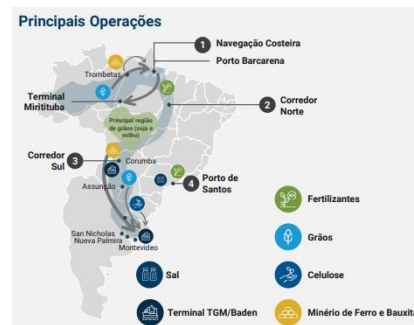 Principais Operações
1 Navegação Costeira
Porto Barcarena
Trombetas
Terminal
Miritituba
2 Corredor
Norte
Principal região
de grãos (soja e
milho)
Corredor
Sul 3
Corumba
4 Porto de
Santos
Assunção
San Nicholas
Nueva Palmira
Montevideo
Fertilizantes
Grãos
Sal
Celulose
Terminal TGM/Baden
Minério de Ferro e Bauxita